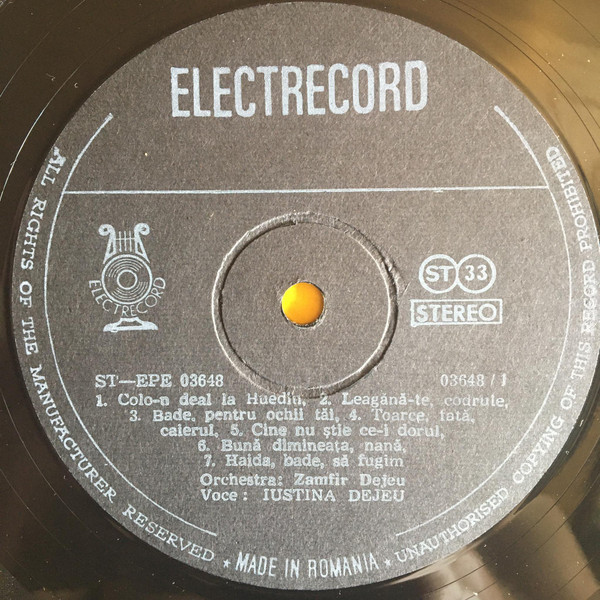 ELECTRECORD
ELECTRECORD
ST 33
STEREO
ST—EPE 03648
03648/1
1. Colo-n deal la Huedin, 2. Leagănă-te, codrule,
3. Bade, pentru ochii tăi, 4. Toarce, fată,
caierul, 5. Cine nu știe ce-i dorul,
6. Bună dimineața, nană,
7. Haida, bade, să fugim
Orchestra: Zamfir Dejeu
Voce: IUSTINA DEJEU
ALL RIGHTS OF THE MANUFACTURER RESERVED * MADE IN ROMANIA * UNAUTHORISED COPYING OF THIS RECORD PROHIBITED